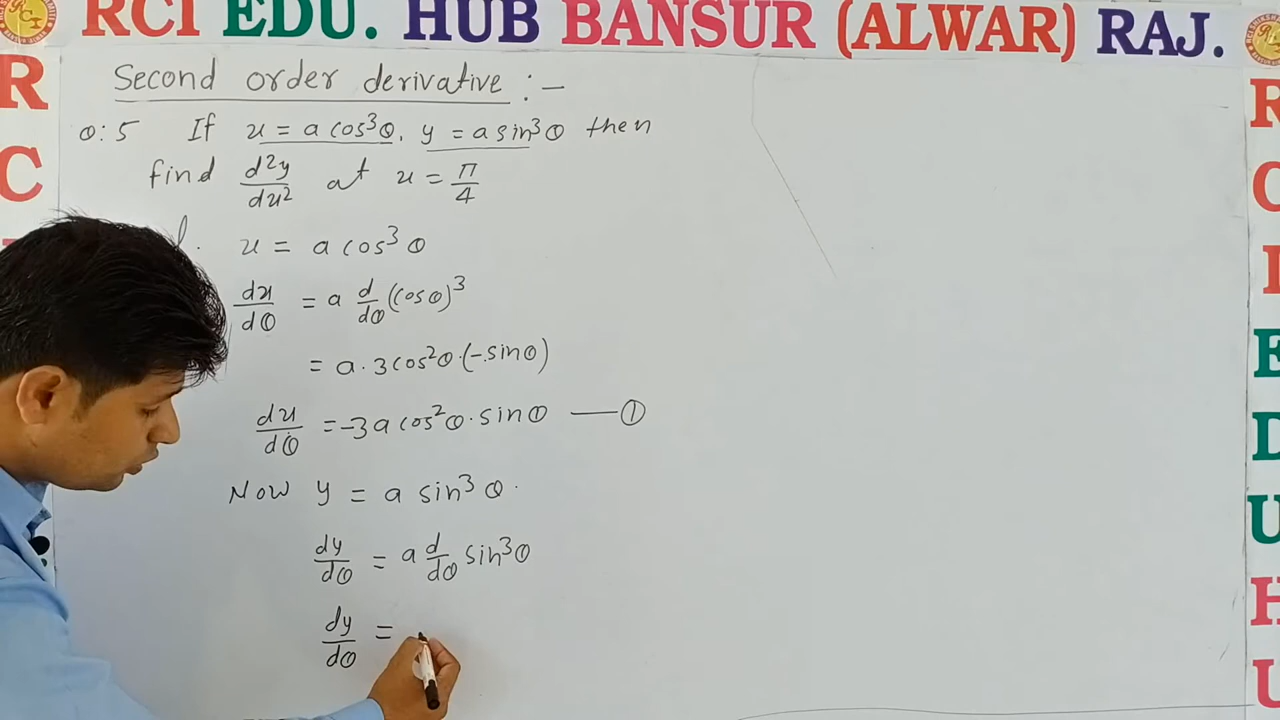 RCI EDU. HUB BANSUR (ALWAR) RAJ.
R
C
R
C
I
E
D
U
H
U
Second order derivative :-
Q:5 If x = a cos³θ, y = a sin³θ then
find d²y/dx² at x = π/4
x = a cos³θ
dx/dθ = a d/dθ (cosθ)³
= a·3cos²θ·(-sinθ)
dx/dθ = -3a cos²θ·sinθ —— ①
Now y = a sin³θ.
dy/dθ = a d/dθ sin³θ
dy/dθ =